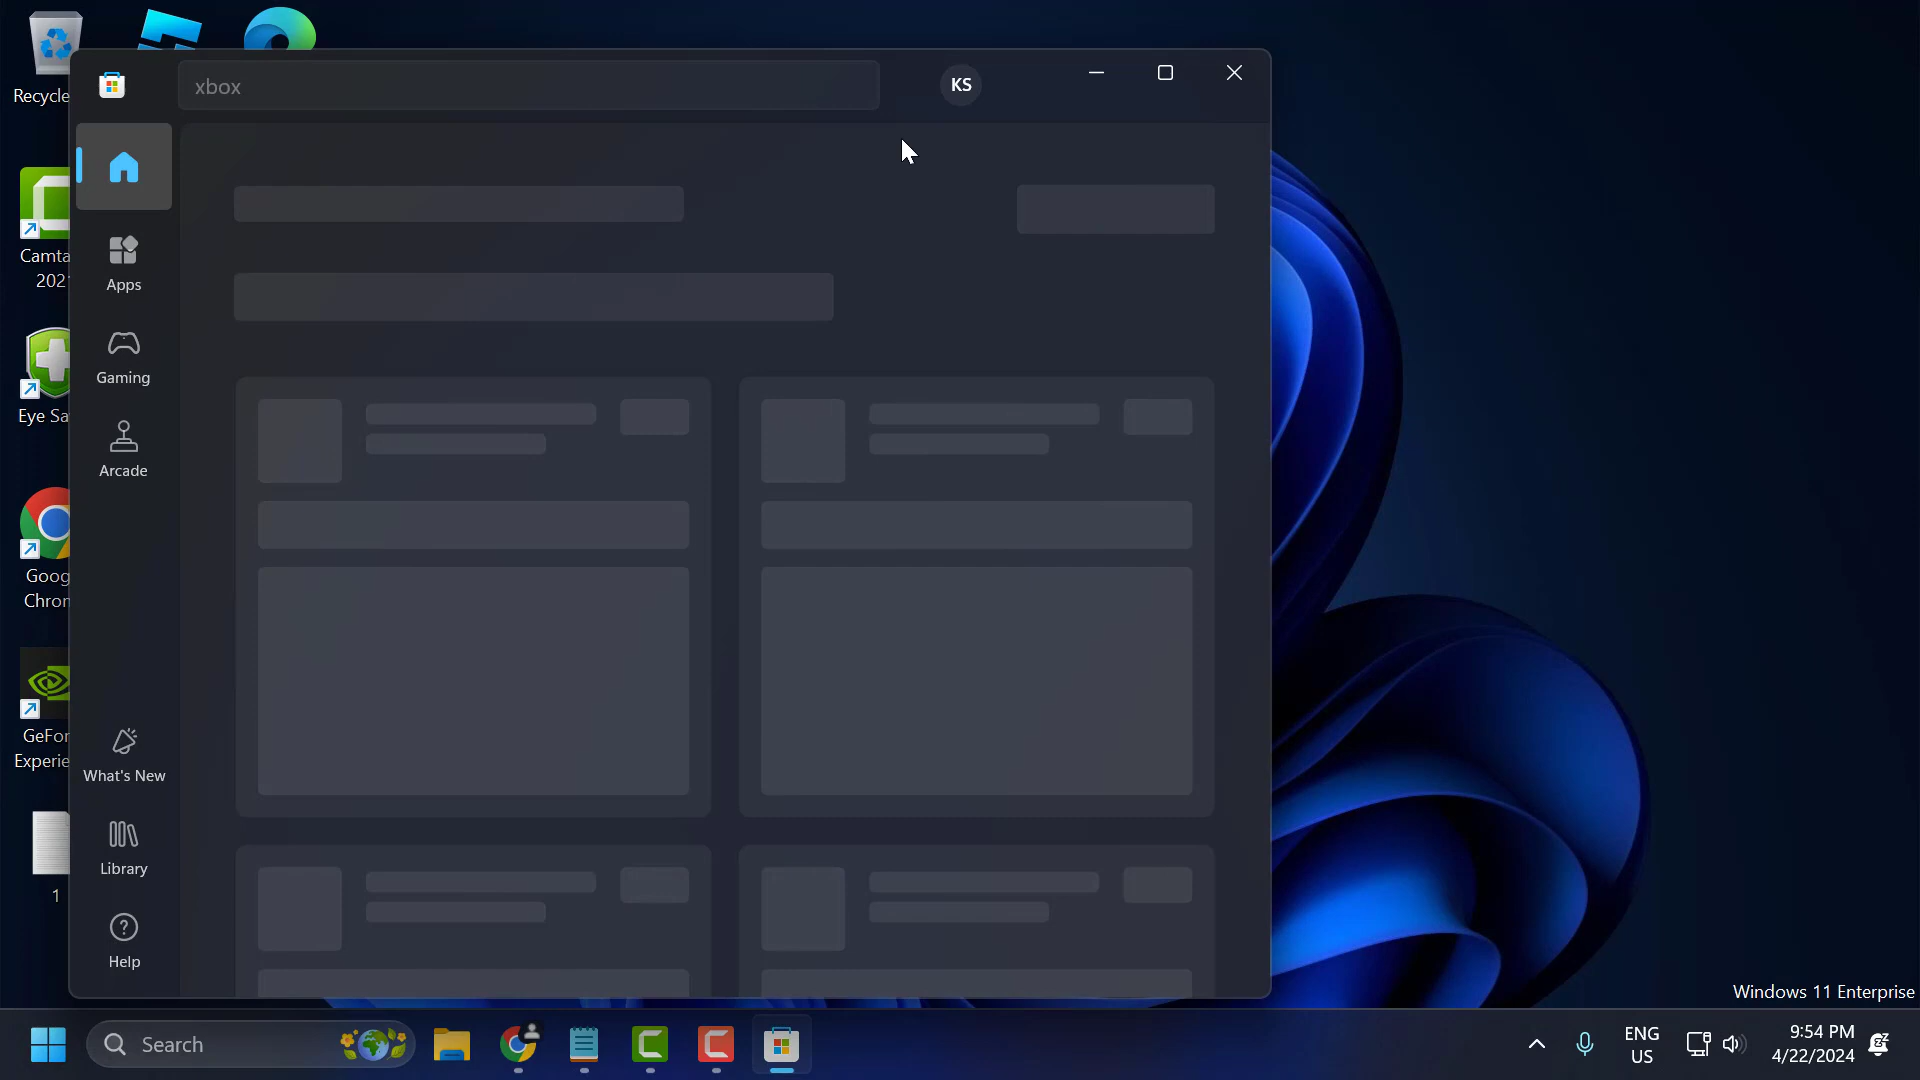 Recycle
xbox
KS
Camta
202
Apps
Gaming
Eye Sa
Arcade
Goog
Chron
GeFor
Experie
What's New
Library
1
Help
Windows 11 Enterprise
Search
ENG
US
9:54 PM
4/22/2024